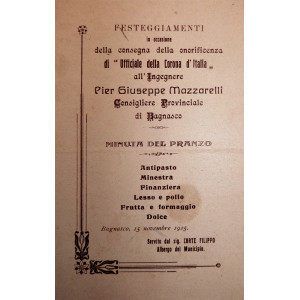 FESTEGGIAMENTI
in occasione
della consegna della onorificenza
di " Ufficiale della Corona d'Italia „
all'Ingegnere
Pier Giuseppe Mazzarelli
Consigliere Provinciale
di Bagnasco
MINUTA DEL PRANZO
Antipasto
Minestra
Finanziera
Lesso e pollo
Frutta e formaggio
Dolce
Bagnasco, 15 novembre 1925.
Servito dal sig. CONTE FILIPPO
Albergo del Municipio.